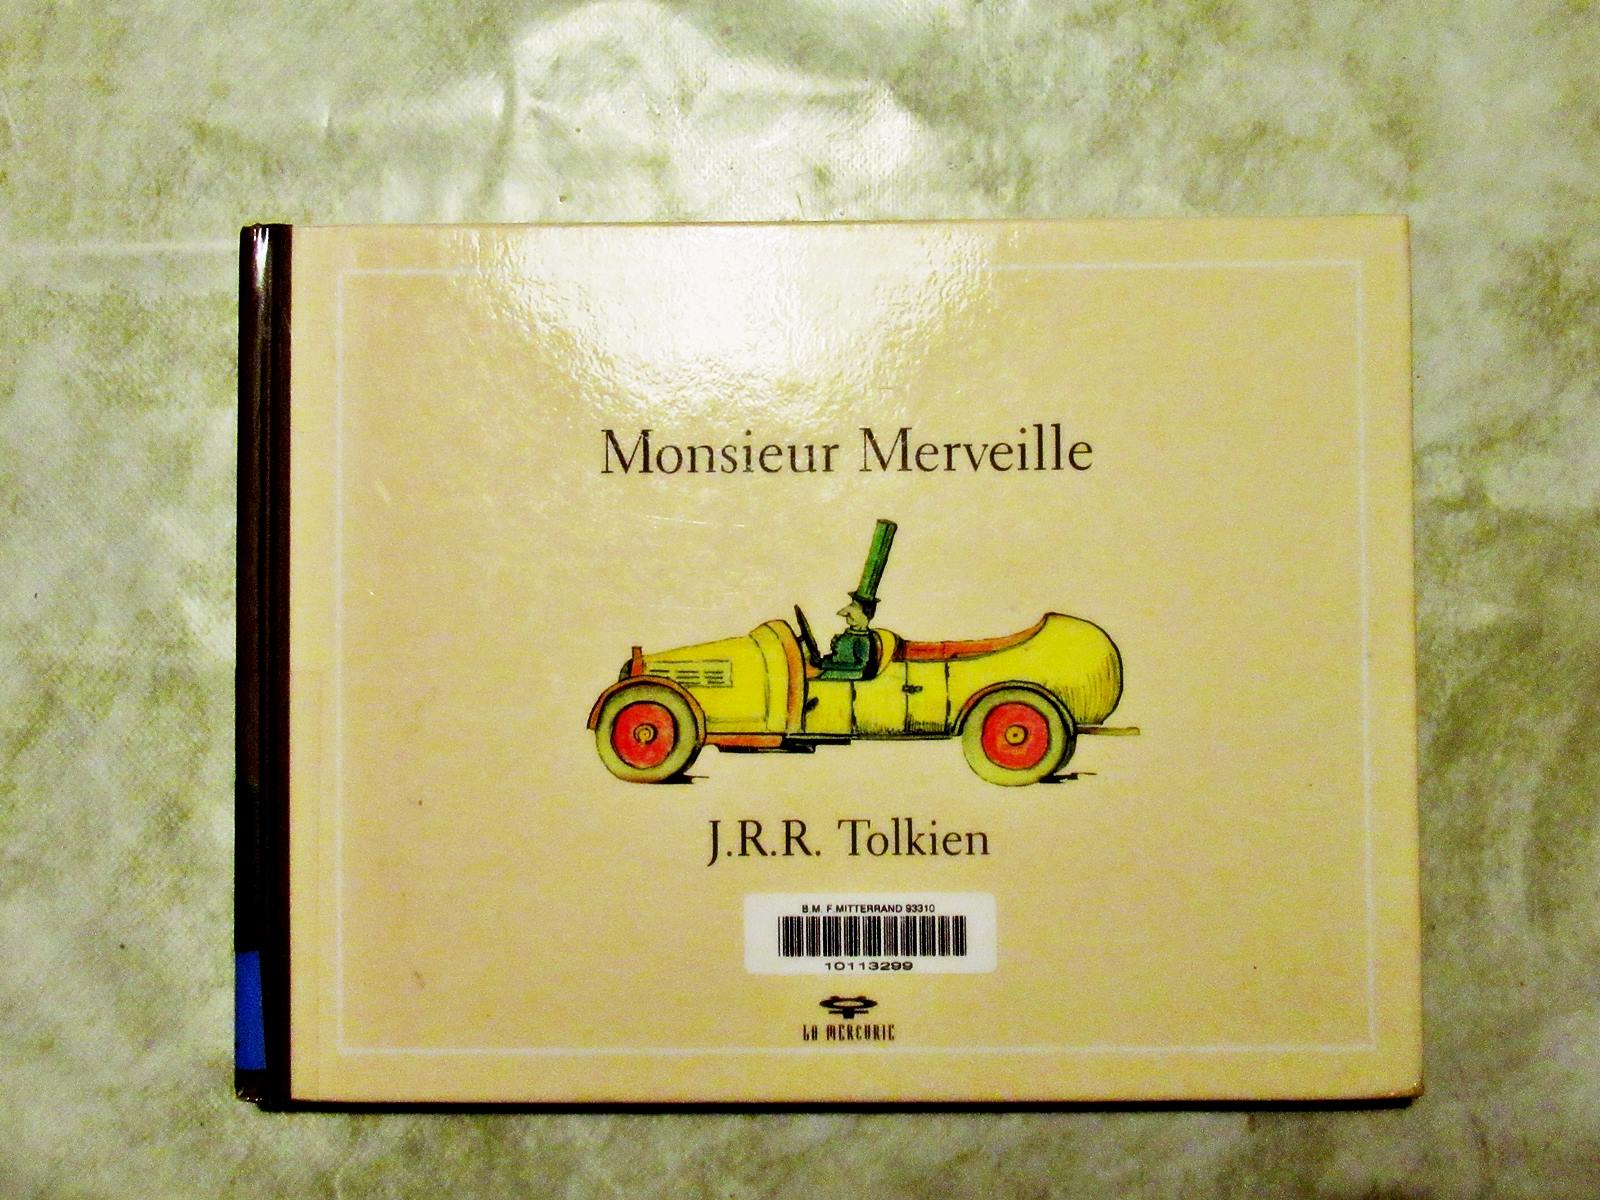 Monsieur Merveille
J.R.R. Tolkien
B.M. F.MITTERRAND 93310
10113299
LA MERCURIE